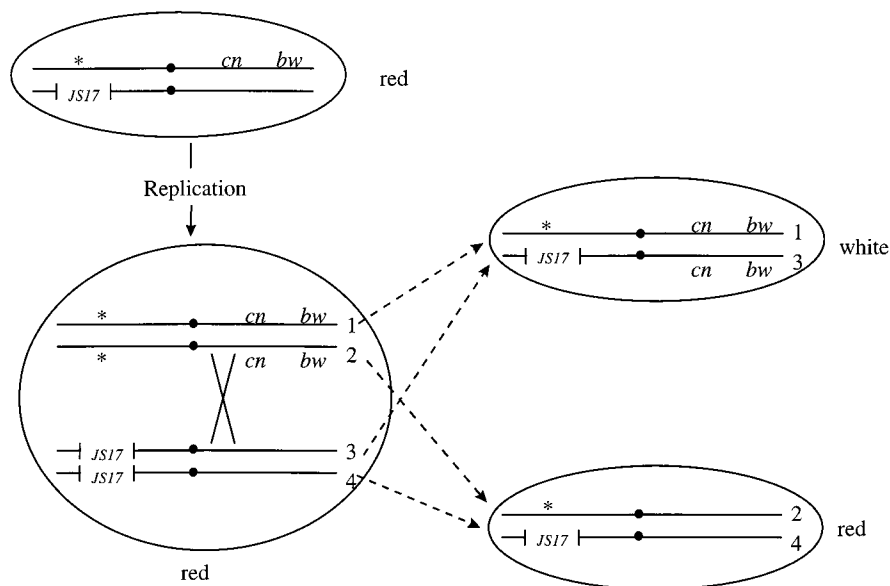 * cn bw
JS17
red
Replication
* cn bw 1
JS17 cn bw 3
white
* cn bw 1
* cn bw 2
JS17 3
JS17 4
red
* 2
JS17 4
red